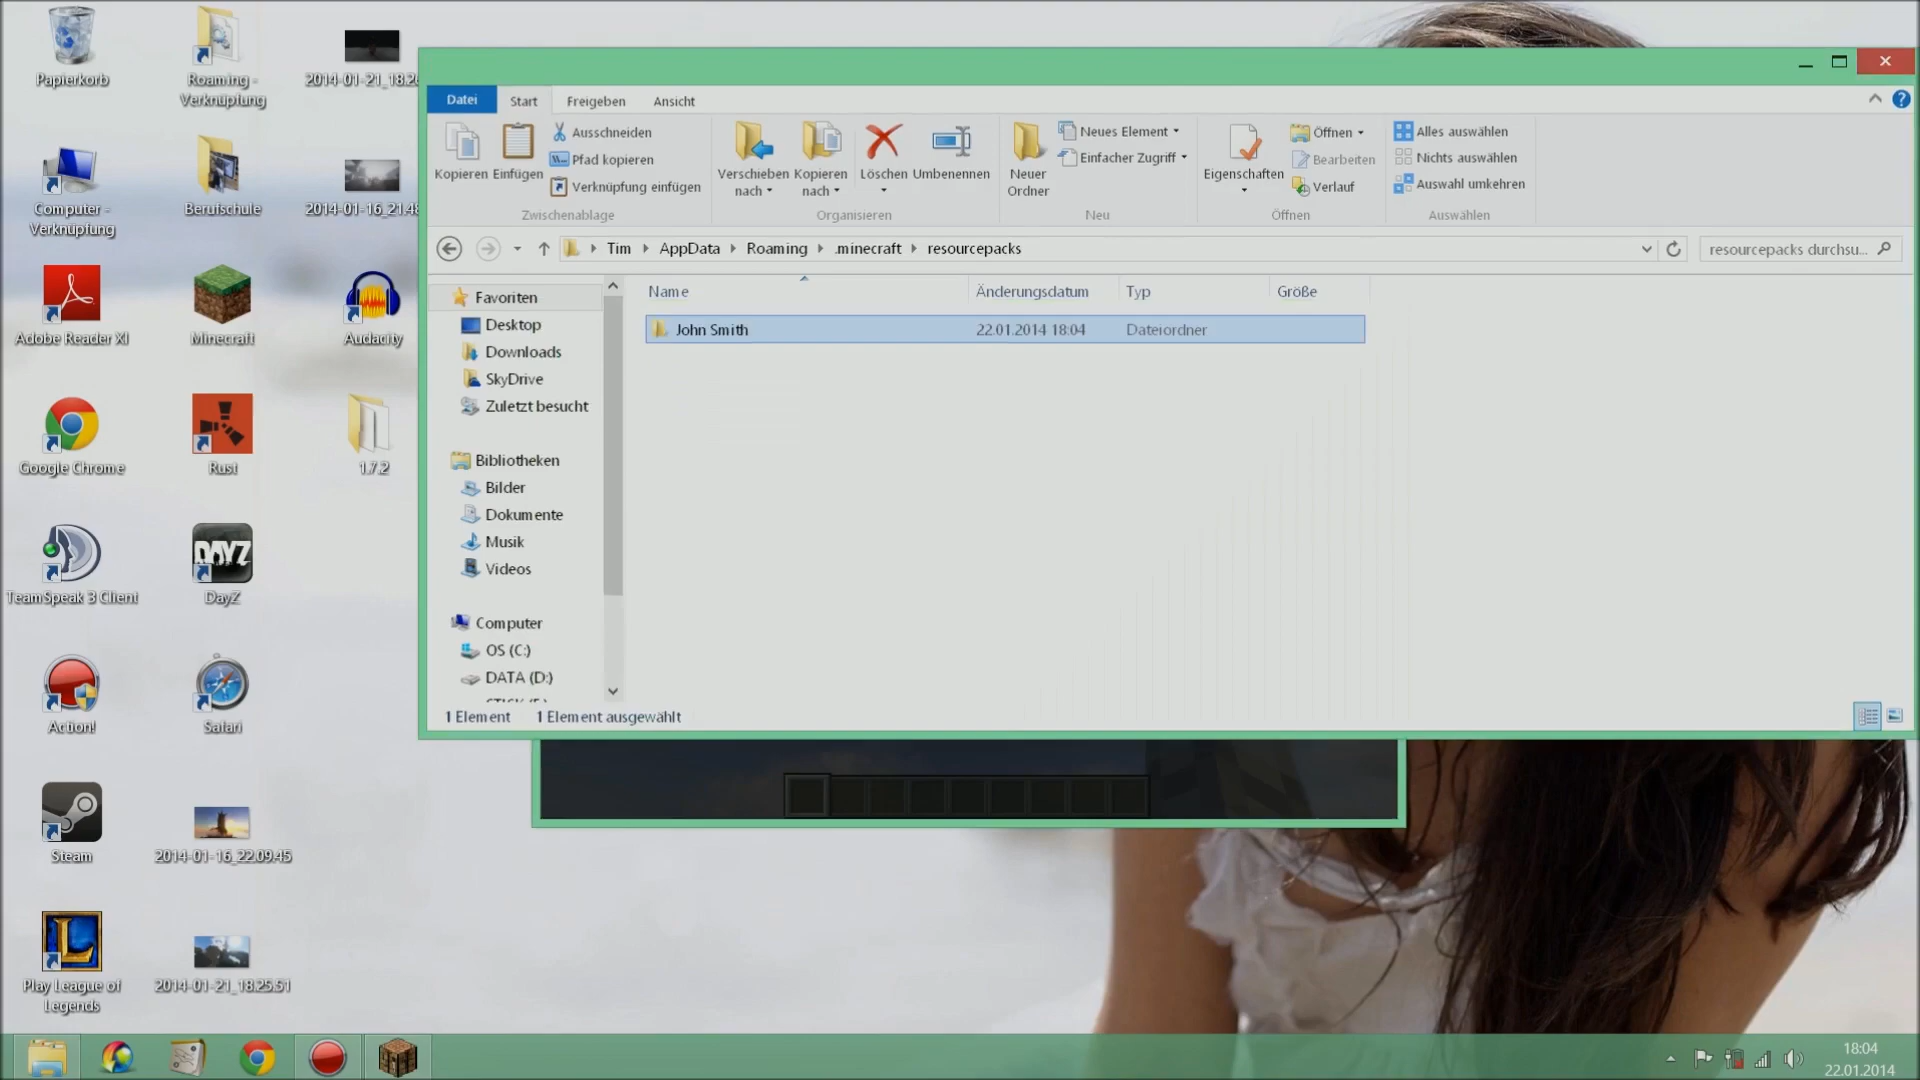 Papierkorb
Roaming -
Verknüpfung
2014-01-21_18.24
Computer -
Verknüpfung
Berufschule
2014-01-16_21.48
Adobe Reader XI
Minecraft
Audacity
Google Chrome
Rust
1.7.2
TeamSpeak 3 Client
DAYZ
DayZ
Action!
Safari
Steam
2014-01-16_22.09.45
L
Play League of
Legends
2014-01-21_18.25.51
Datei
Start
Freigeben
Ansicht
Kopieren
Einfügen
Ausschneiden
Pfad kopieren
Verknüpfung einfügen
Zwischenablage
Verschieben
nach
Kopieren
nach
Löschen
Umbenennen
Organisieren
Neuer
Ordner
Neues Element
Einfacher Zugriff
Neu
Eigenschaften
Öffnen
Bearbeiten
Verlauf
Öffnen
Alles auswählen
Nichts auswählen
Auswahl umkehren
Auswählen
Tim
AppData
Roaming
.minecraft
resourcepacks
resourcepacks durchsu...
Favoriten
Desktop
Downloads
SkyDrive
Zuletzt besucht
Bibliotheken
Bilder
Dokumente
Musik
Videos
Computer
OS (C:)
DATA (D:)
Name
Änderungsdatum
Typ
Größe
John Smith
22.01.2014 18:04
Dateiordner
1 Element
1 Element ausgewählt
18:04
22.01.2014